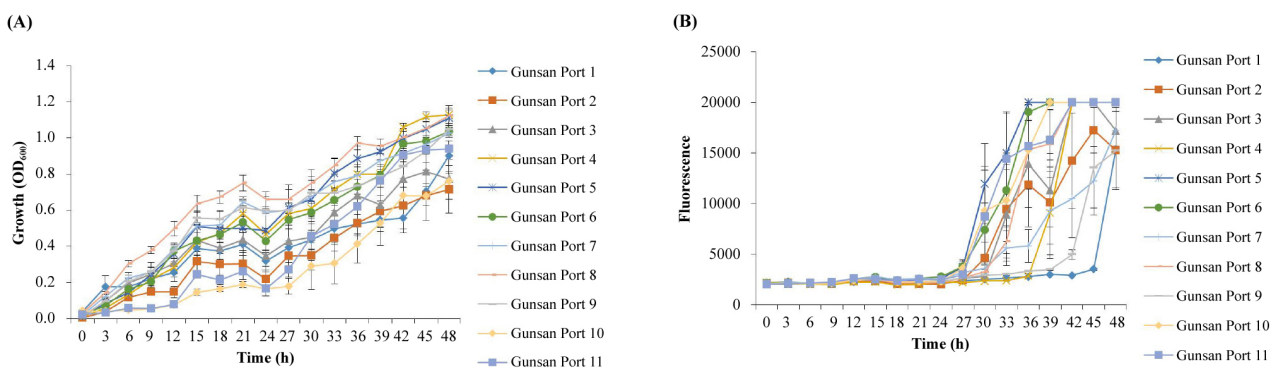 (A)
Growth (OD600)
1.4
1.2
1.0
0.8
0.6
0.4
0.2
0.0
0 3 6 9 12 15 18 21 24 27 30 33 36 39 42 45 48
Time (h)
Gunsan Port 1
Gunsan Port 2
Gunsan Port 3
Gunsan Port 4
Gunsan Port 5
Gunsan Port 6
Gunsan Port 7
Gunsan Port 8
Gunsan Port 9
Gunsan Port 10
Gunsan Port 11
(B)
Fluorescence
25000
20000
15000
10000
5000
0
0 3 6 9 12 15 18 21 24 27 30 33 36 39 42 45 48
Time (h)
Gunsan Port 1
Gunsan Port 2
Gunsan Port 3
Gunsan Port 4
Gunsan Port 5
Gunsan Port 6
Gunsan Port 7
Gunsan Port 8
Gunsan Port 9
Gunsan Port 10
Gunsan Port 11